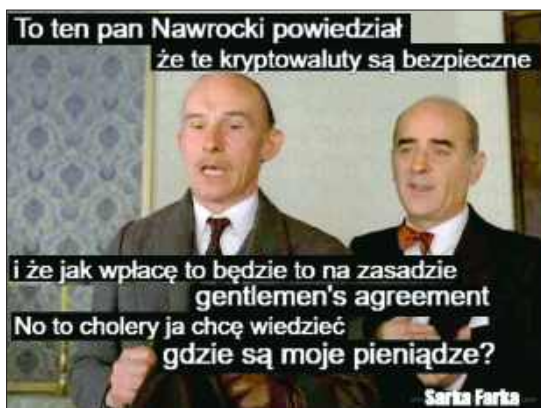 To ten pan Nawrocki powiedział
że te kryptowaluty są bezpieczne
i że jak wpłacę to będzie to na zasadzie
gentlemen's agreement
No to cholery ja chcę wiedzieć
gdzie są moje pieniądze?
Sarka Farka